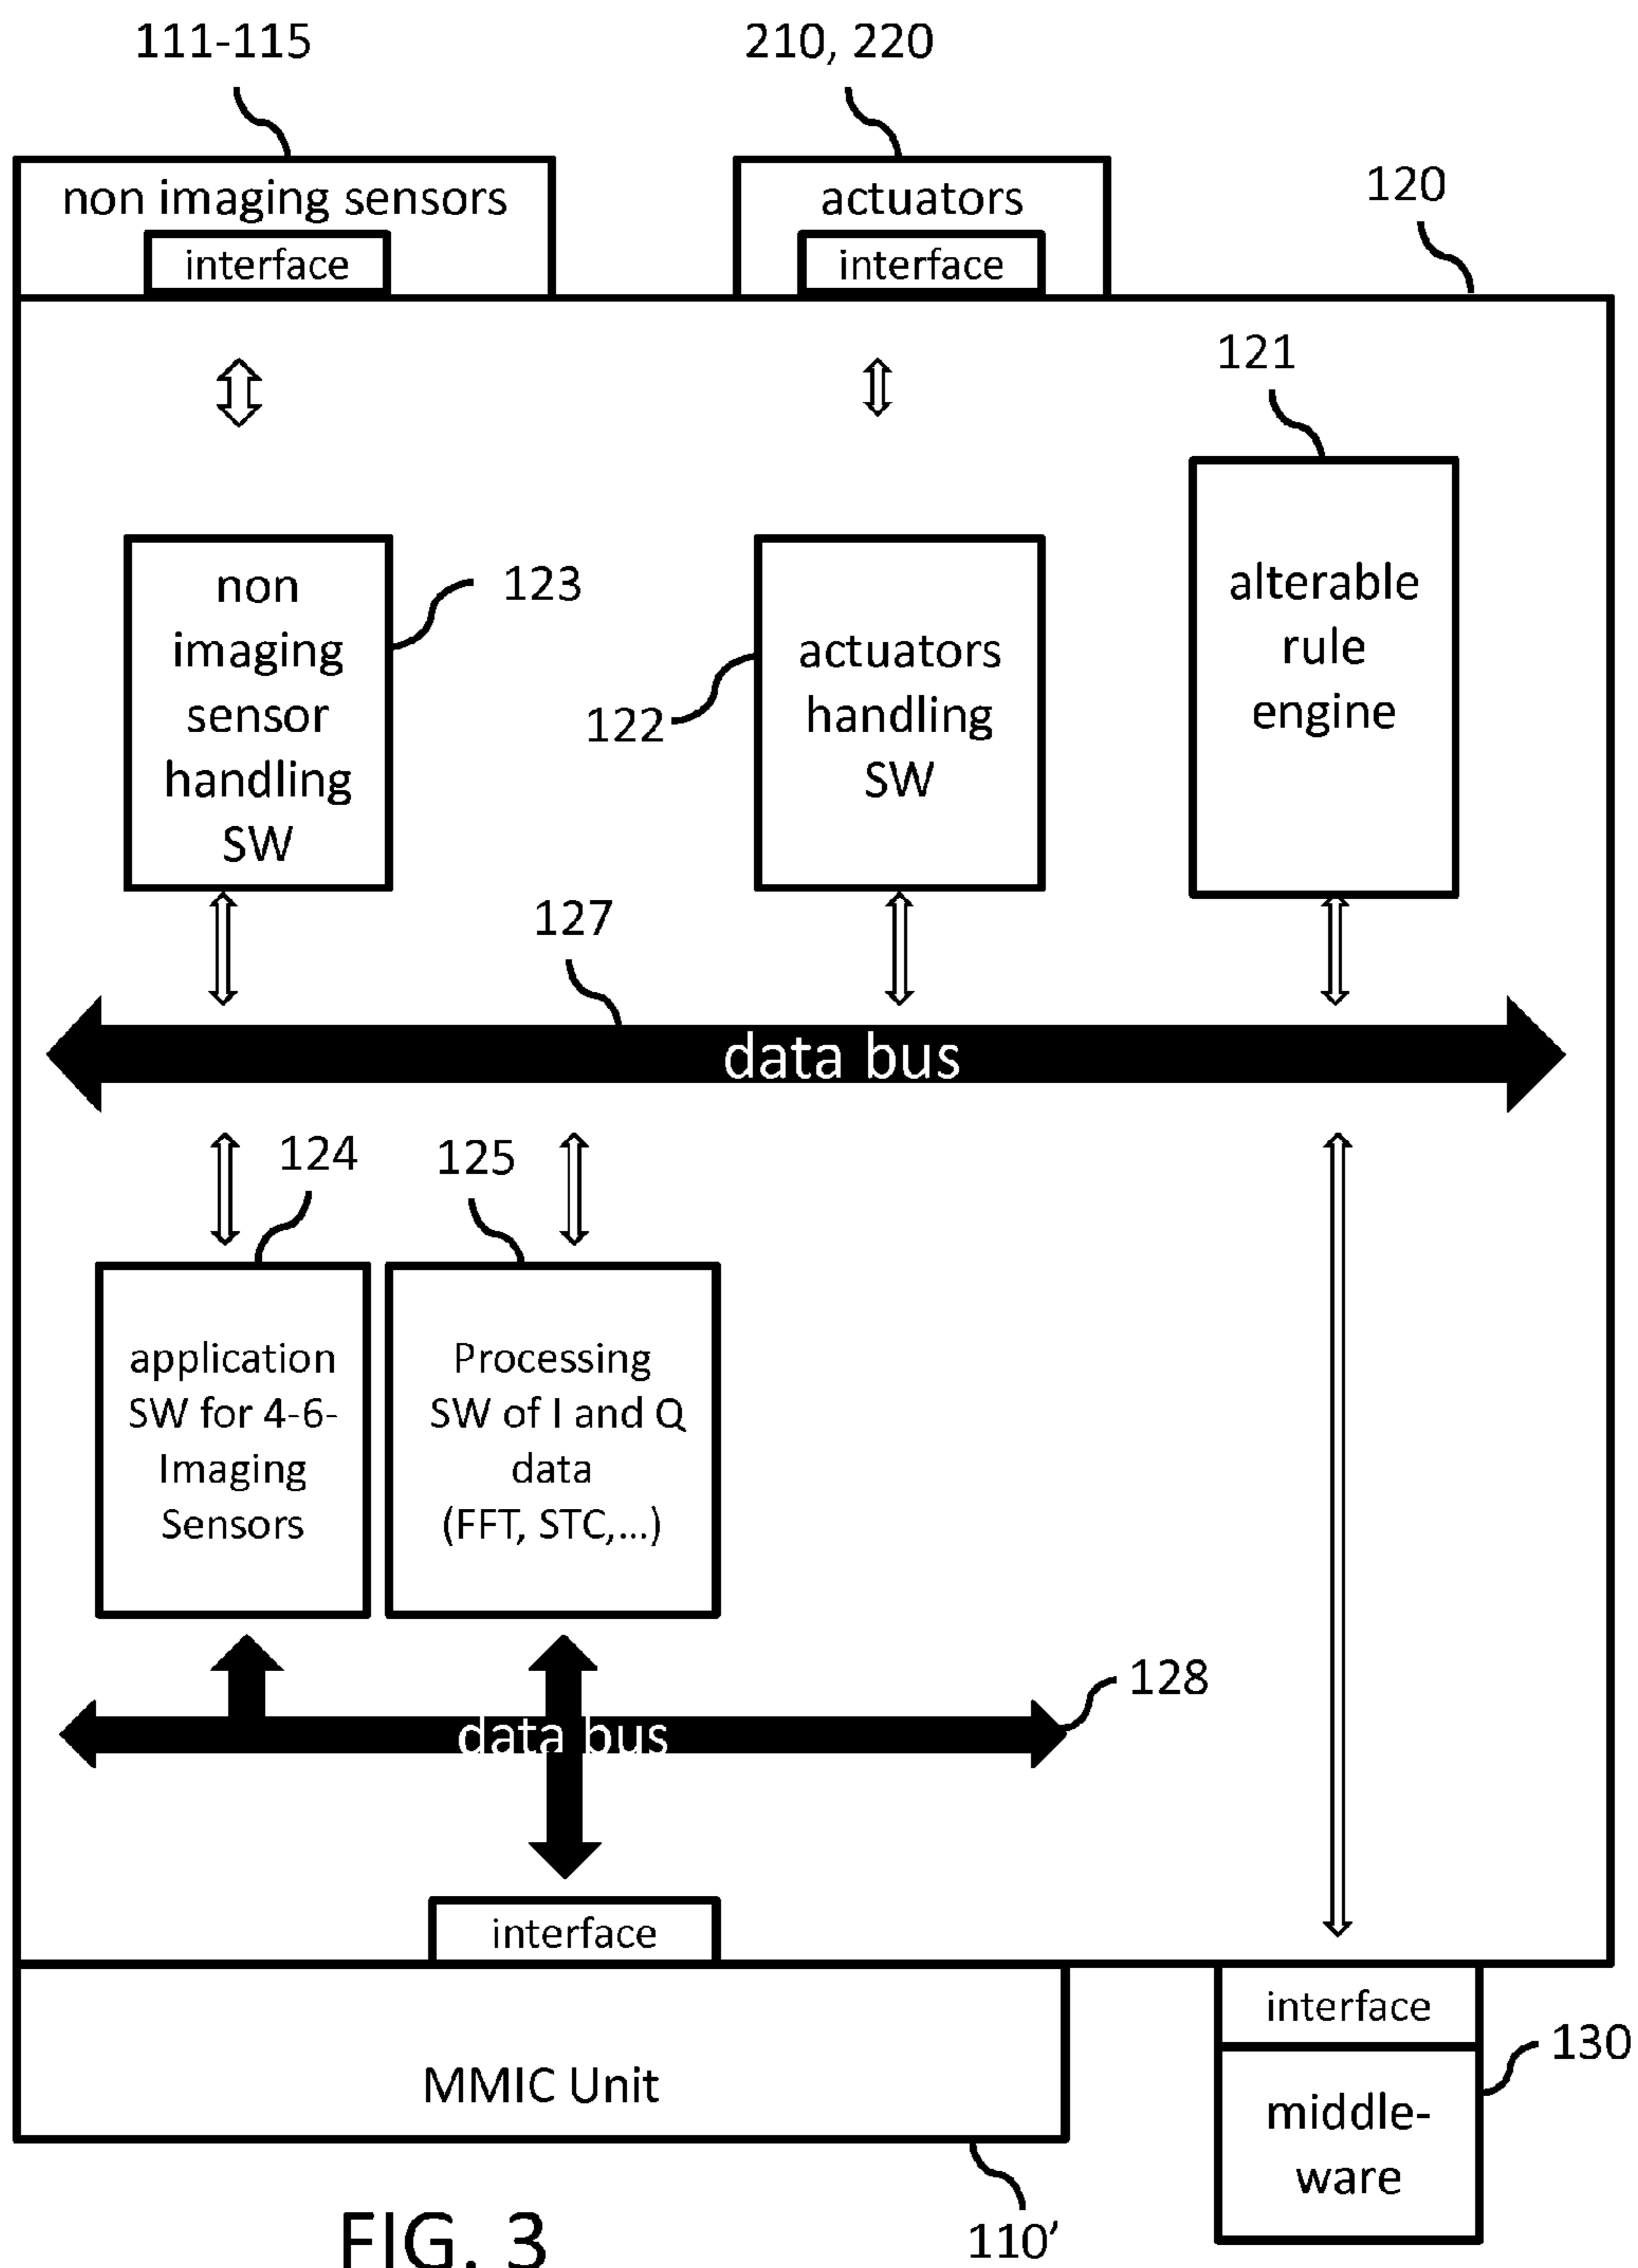 111-115
210, 220
non imaging sensors
interface
actuators
interface
120
121
non
imaging
sensor
handling
SW
123
122
actuators
handling
SW
alterable
rule
engine
127
data bus
124
125
application
SW for 4-6-
Imaging
Sensors
Processing
SW of I and Q
data
(FFT, STC,...)
128
data bus
interface
MMIC Unit
interface
130
middle-
ware
110’
FIG. 3